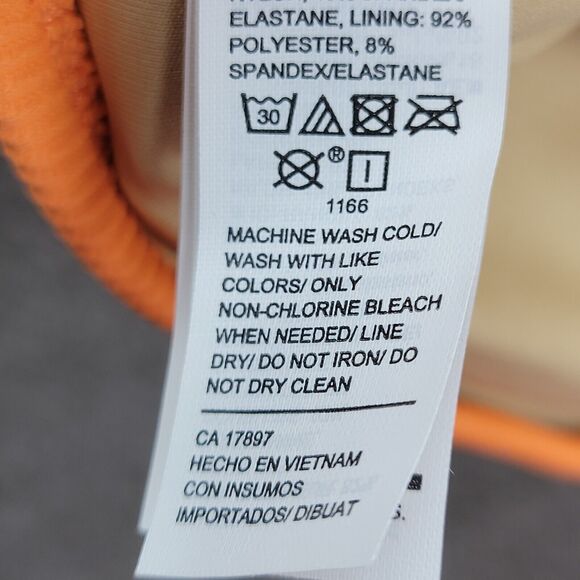 ELASTANE, LINING: 92%
POLYESTER, 8%
SPANDEX/ELASTANE
30
®
1166
MACHINE WASH COLD/
WASH WITH LIKE
COLORS/ ONLY
NON-CHLORINE BLEACH
WHEN NEEDED/ LINE
DRY/ DO NOT IRON/ DO
NOT DRY CLEAN
CA 17897
HECHO EN VIETNAM
CON INSUMOS
IMPORTADOS/ DIBUAT
S.